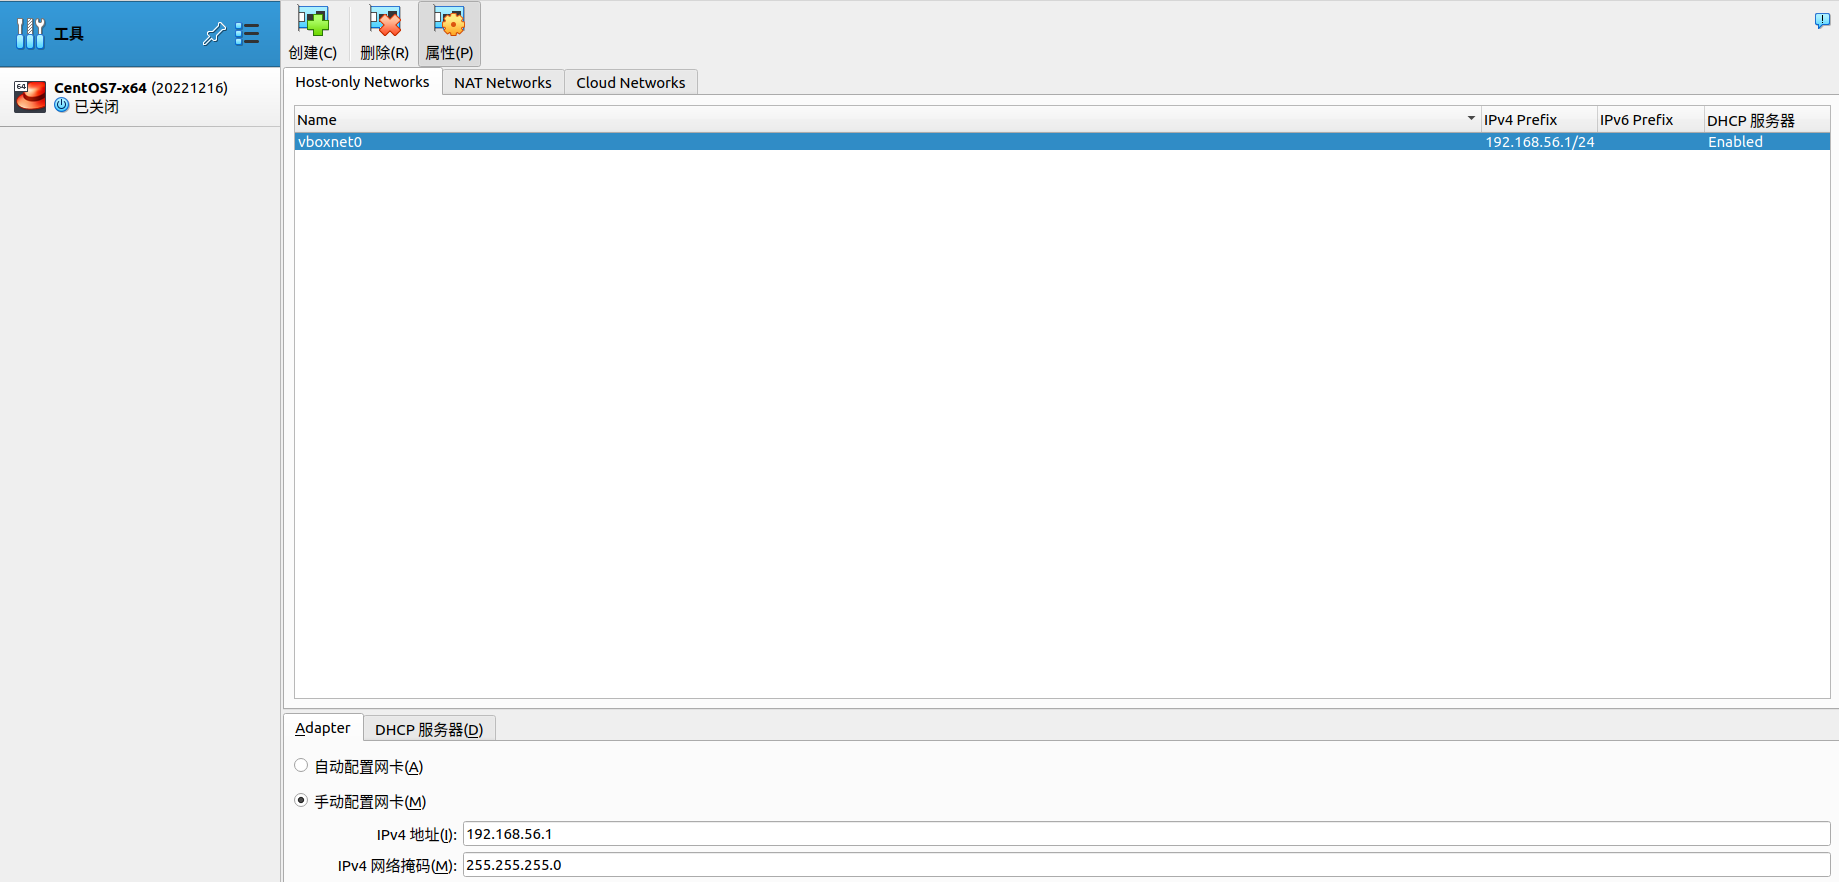 工具
64
CentOS7-x64 (20221216)
已关闭
创建(C) 删除(R) 属性(P)
Host-only Networks NAT Networks Cloud Networks
Name IPv4 Prefix IPv6 Prefix DHCP 服务器
vboxnet0 192.168.56.1/24 Enabled
Adapter DHCP 服务器(D)
自动配置网卡(A)
手动配置网卡(M)
IPv4 地址(I): 192.168.56.1
IPv4 网络掩码(M): 255.255.255.0